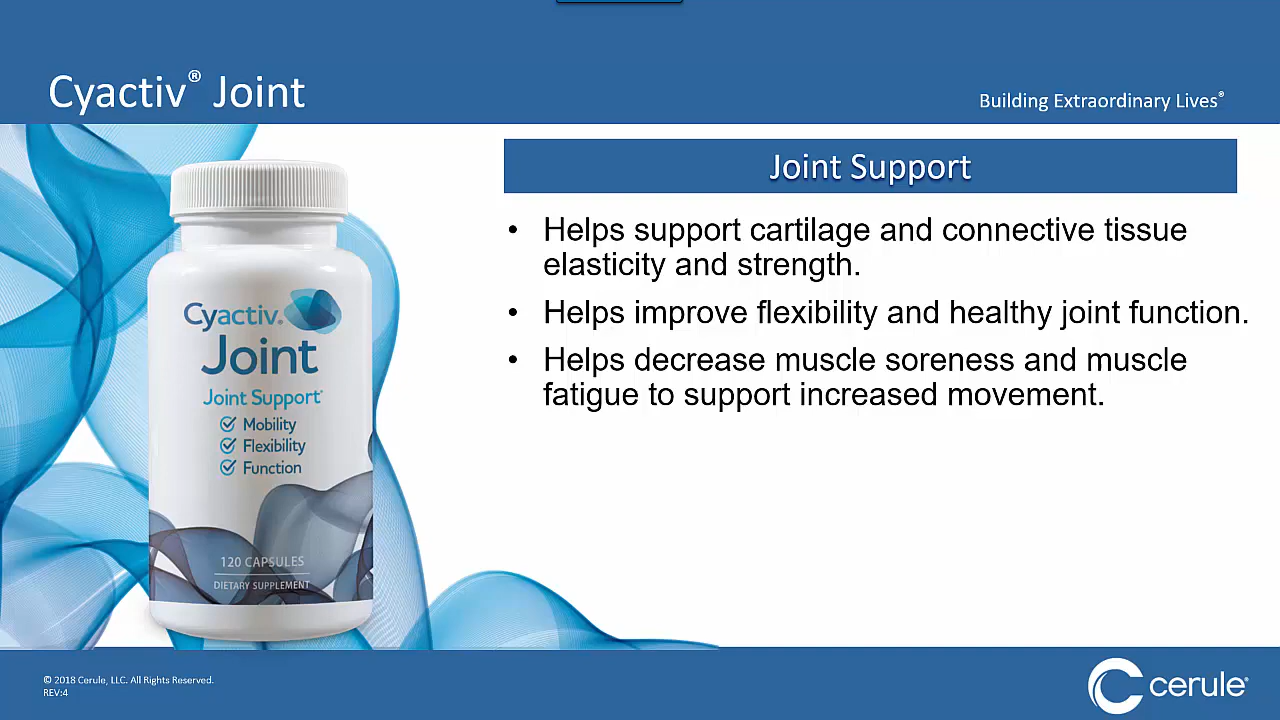 Cyactiv® Joint
Building Extraordinary Lives®
Joint Support
• Helps support cartilage and connective tissue
elasticity and strength.
• Helps improve flexibility and healthy joint function.
• Helps decrease muscle soreness and muscle
fatigue to support increased movement.
Cyactiv®
Joint
Joint Support*
Mobility
Flexibility
Function
120 CAPSULES
DIETARY SUPPLEMENT
© 2018 Cerule, LLC. All Rights Reserved.
REV:4
cerule®